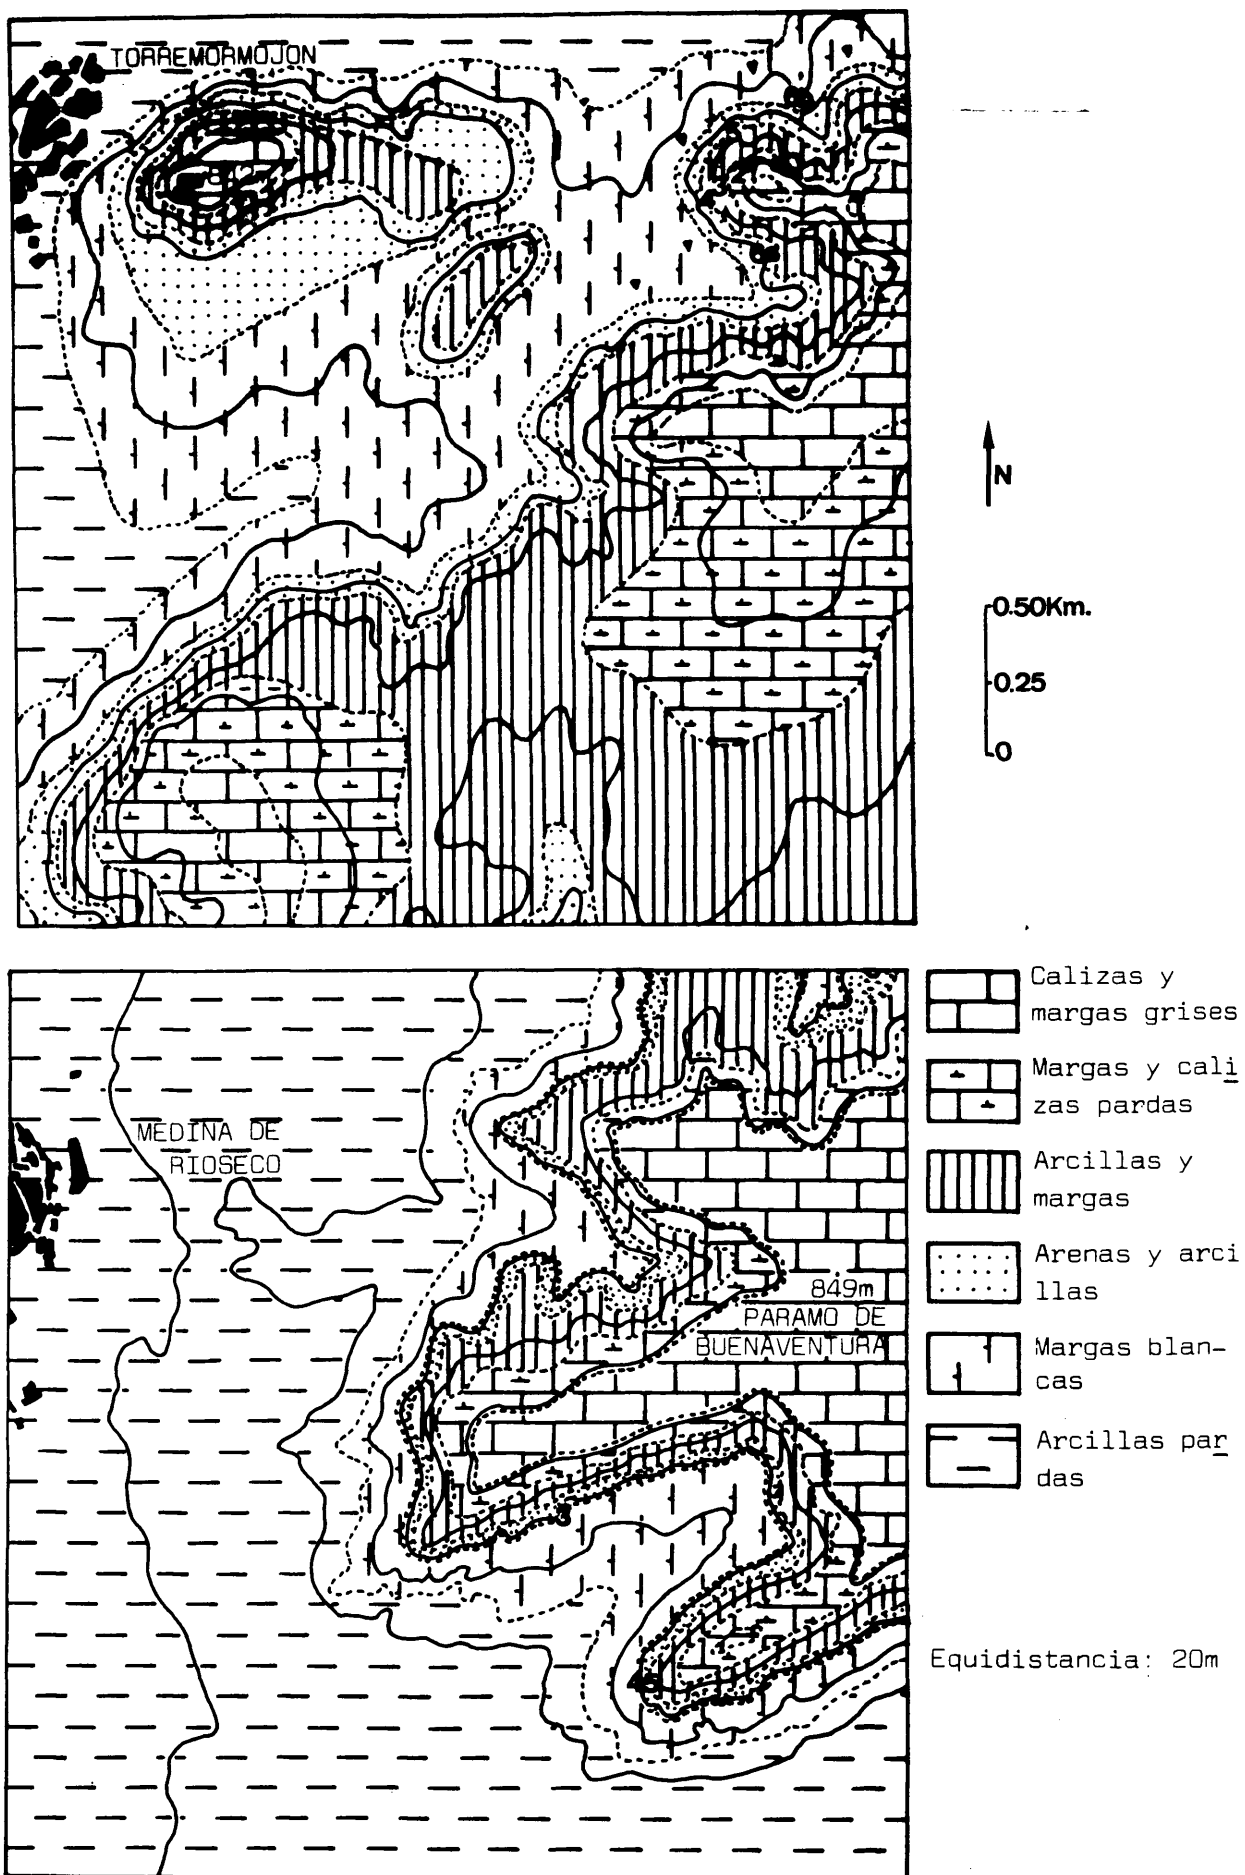 TORREMORMOJON
N
0.50Km.
0.25
0
MEDINA DE
RIOSECO
849m
PARAMO DE
BUENAVENTURA
Calizas y
margas grises
Margas y cali
zas pardas
Arcillas y
margas
Arenas y arci
llas
Margas blan-
cas
Arcillas par
das
Equidistancia: 20m